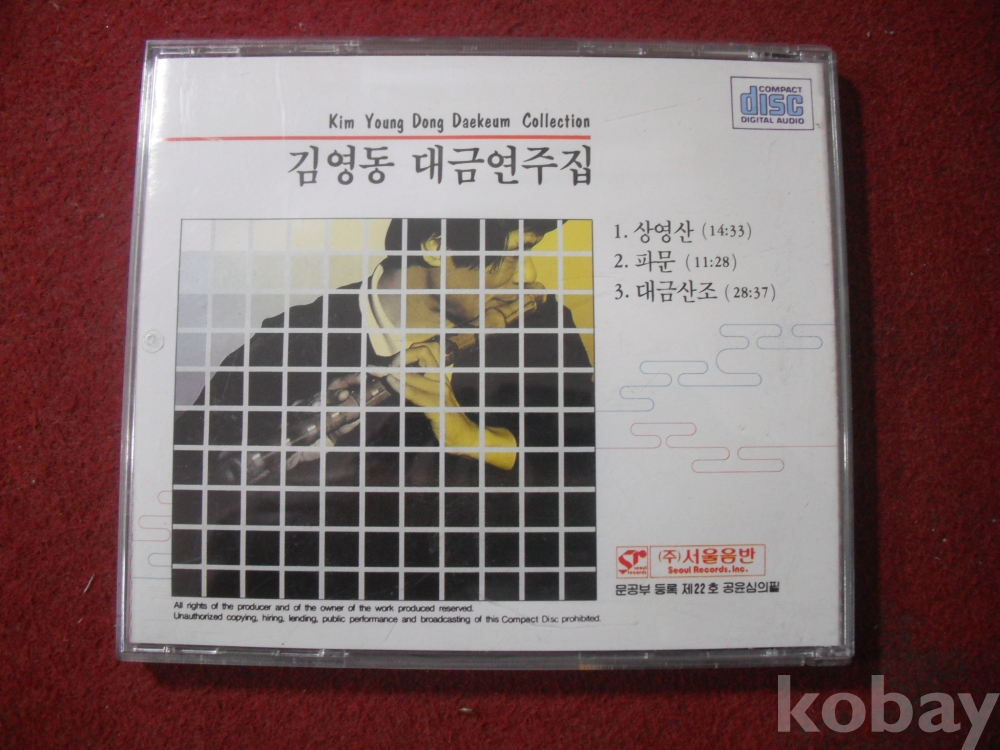 COMPACT
disc
DIGITAL AUDIO
Kim Young Dong Daekeum Collection
김영동 대금연주집
1. 상영산 (14:33)
2. 파문 (11:28)
3. 대금산조 (28:37)
sr seoul records
(주)서울음반
Seoul Records, Inc.
문공부 등록 제22호 공윤심의필
All rights of the producer and of the owner of the work produced reserved.
Unauthorized copying, hiring, lending, public performance and broadcasting of this Compact Disc prohibited.
kobay